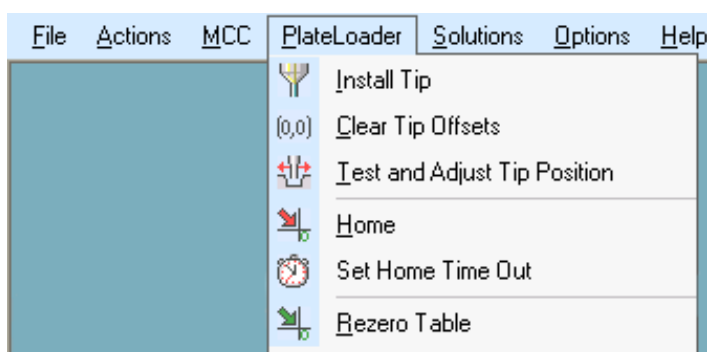 File Actions MCC PlateLoader Solutions Options Help
Install Tip
(0,0) Clear Tip Offsets
Test and Adjust Tip Position
Home
Set Home Time Out
Rezero Table